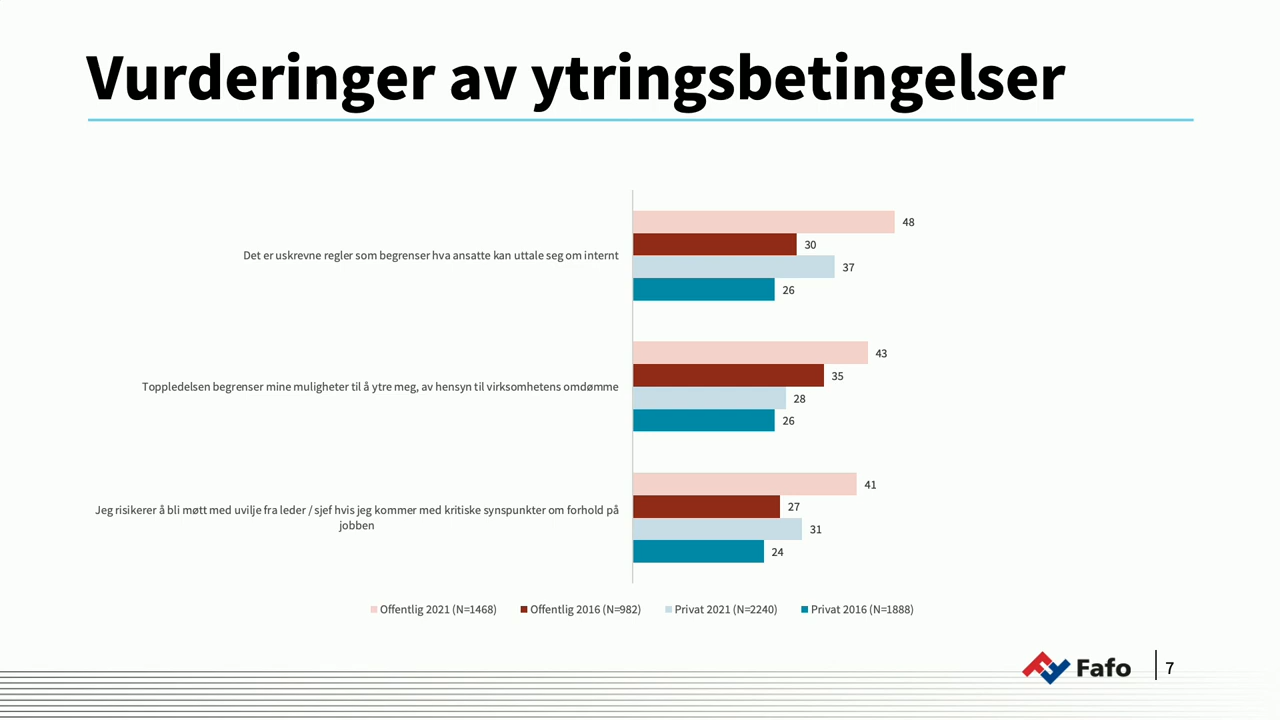 Vurderinger av ytringsbetingelser
48
Det er uskrevne regler som begrenser hva ansatte kan uttale seg om internt
30
37
26
43
Toppledelsen begrenser mine muligheter til å ytre meg, av hensyn til virksomhetens omdømme
35
28
26
41
Jeg risikerer å bli møtt med uvilje fra leder / sjef hvis jeg kommer med kritiske synspunkter om forhold på
jobben
27
31
24
Offentlig 2021 (N=1468) Offentlig 2016 (N=982) Privat 2021 (N=2240) Privat 2016 (N=1888)
Fafo 7